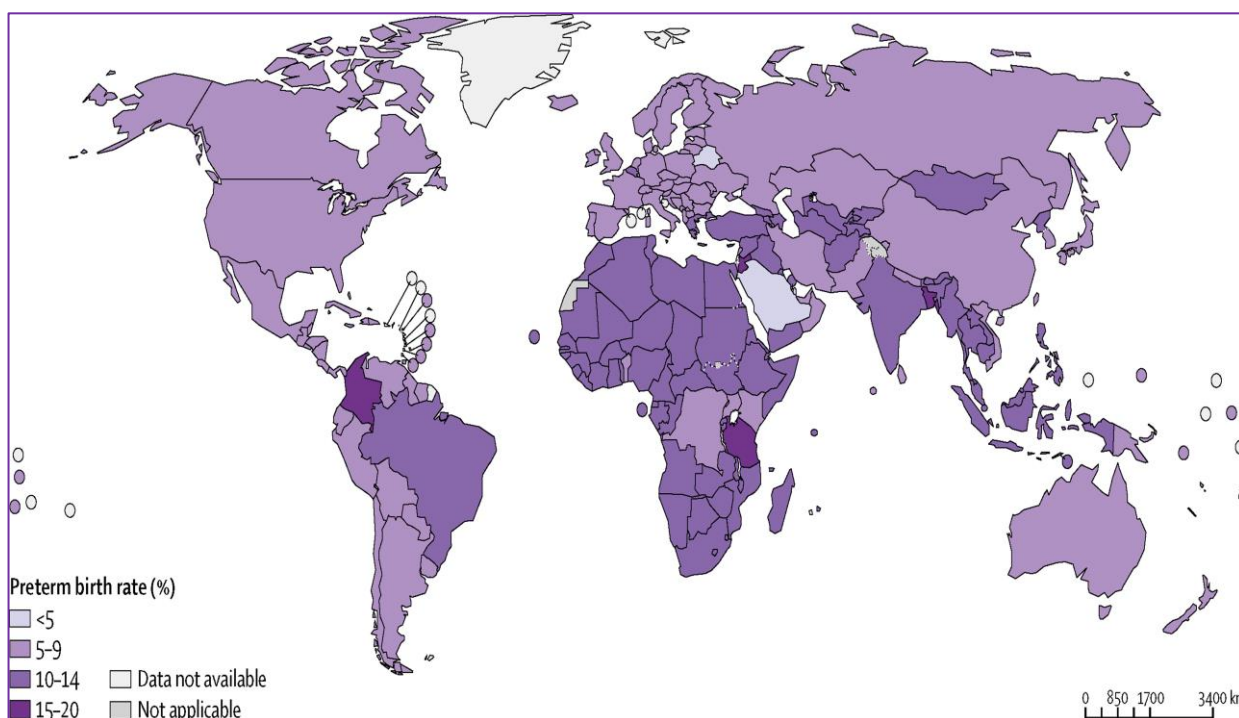 Preterm birth rate (%)
<5
5–9
10–14 Data not available
15–20 Not applicable
0 850 1700 3400 km